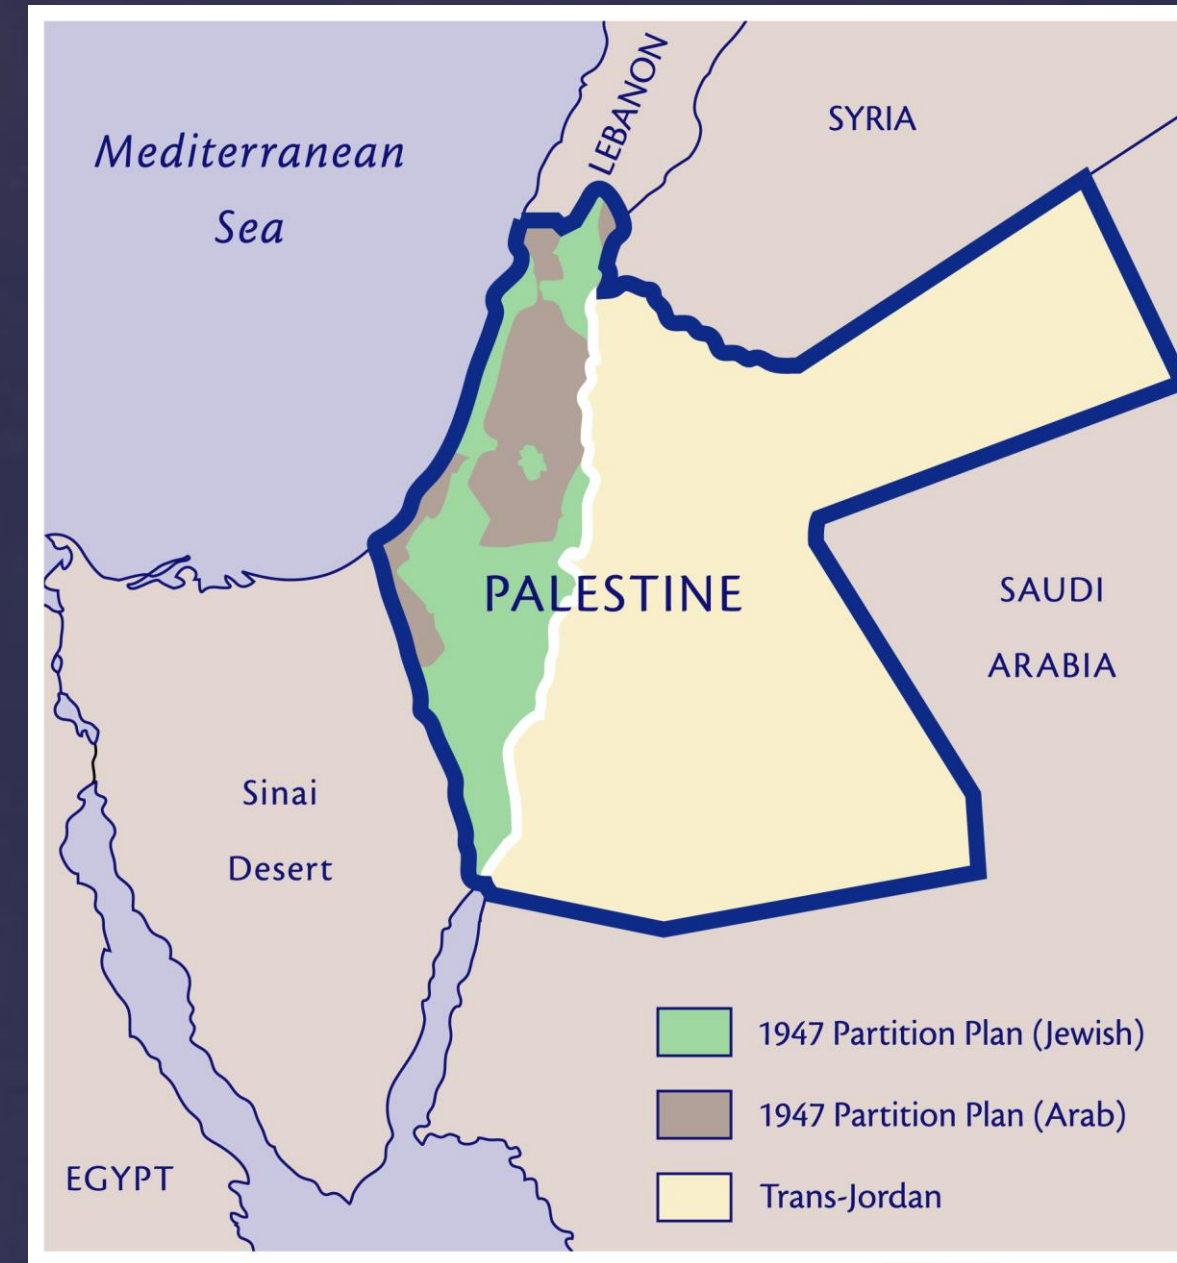 LEBANON
SYRIA
Mediterranean
Sea
PALESTINE
SAUDI
ARABIA
Sinai
Desert
EGYPT
1947 Partition Plan (Jewish)
1947 Partition Plan (Arab)
Trans-Jordan